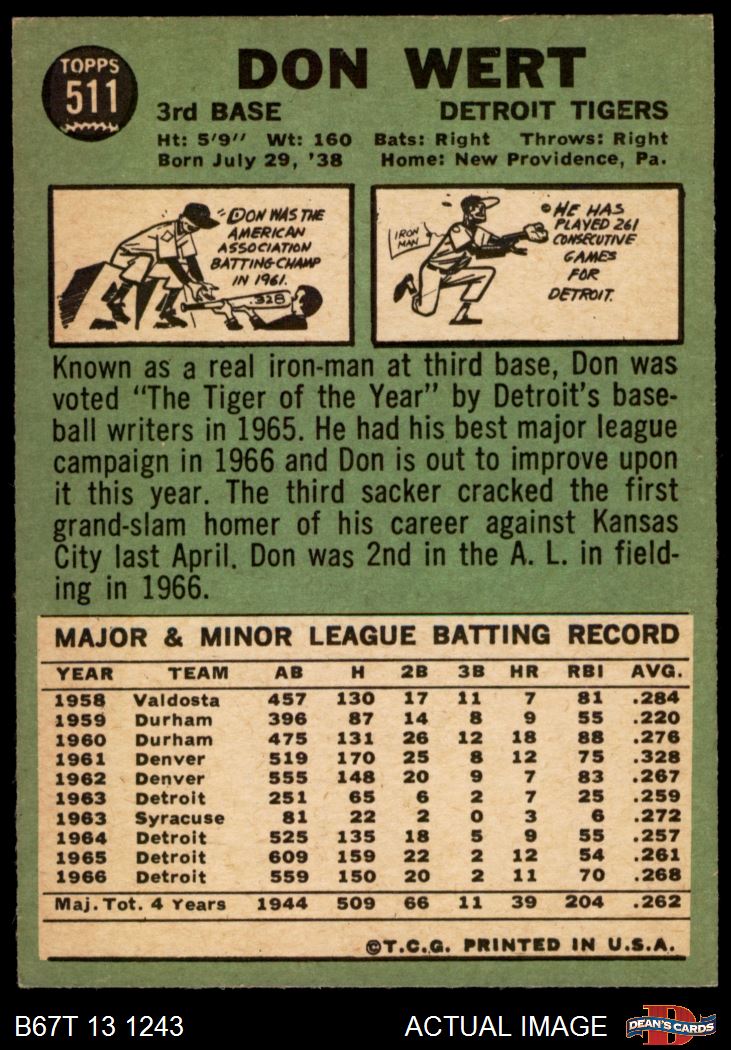 TOPPS
511
DON WERT
3rd BASE DETROIT TIGERS
Ht: 5'9" Wt: 160 Bats: Right Throws: Right
Born July 29, '38 Home: New Providence, Pa.
DON WAS THE
AMERICAN
ASSOCIATION
BATTING CHAMP
IN 1961.
.328
IRON
MAN
HE HAS
PLAYED 261
CONSECUTIVE
GAMES
FOR
DETROIT.
Known as a real iron-man at third base, Don was
voted "The Tiger of the Year" by Detroit's base-
ball writers in 1965. He had his best major league
campaign in 1966 and Don is out to improve upon
it this year. The third sacker cracked the first
grand-slam homer of his career against Kansas
City last April. Don was 2nd in the A. L. in field-
ing in 1966.
MAJOR & MINOR LEAGUE BATTING RECORD
YEAR TEAM AB H 2B 3B HR RBI AVG.
1958 Valdosta 457 130 17 11 7 81 .284
1959 Durham 396 87 14 8 9 55 .220
1960 Durham 475 131 26 12 18 88 .276
1961 Denver 519 170 25 8 12 75 .328
1962 Denver 555 148 20 9 7 83 .267
1963 Detroit 251 65 6 2 7 25 .259
1963 Syracuse 81 22 2 0 3 6 .272
1964 Detroit 525 135 18 5 9 55 .257
1965 Detroit 609 159 22 2 12 54 .261
1966 Detroit 559 150 20 2 11 70 .268
Maj. Tot. 4 Years 1944 509 66 11 39 204 .262
©T.C.G. PRINTED IN U.S.A.
B67T 13 1243 ACTUAL IMAGE
DEAN'S CARDS